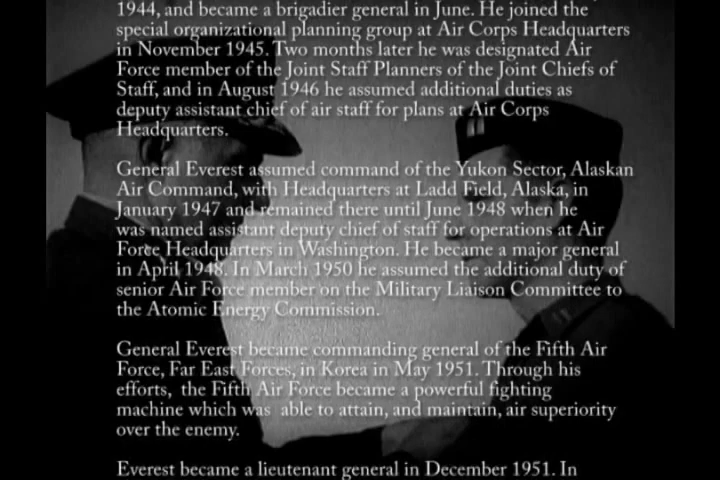 1944, and became a brigadier general in June. He joined the
special organizational planning group at Air Corps Headquarters
in November 1945. Two months later he was designated Air
Force member of the Joint Staff Planners of the Joint Chiefs of
Staff, and in August 1946 he assumed additional duties as
deputy assistant chief of air staff for plans at Air Corps
Headquarters.
General Everest assumed command of the Yukon Sector, Alaskan
Air Command, with Headquarters at Ladd Field, Alaska, in
January 1947 and remained there until June 1948 when he
was named assistant deputy chief of staff for operations at Air
Force Headquarters in Washington. He became a major general
in April 1948. In March 1950 he assumed the additional duty of
senior Air Force member on the Military Liaison Committee to
the Atomic Energy Commission.
General Everest became commanding general of the Fifth Air
Force, Far East Forces, in Korea in May 1951. Through his
efforts, the Fifth Air Force became a powerful fighting
machine which was able to attain, and maintain, air superiority
over the enemy.
Everest became a lieutenant general in December 1951. In